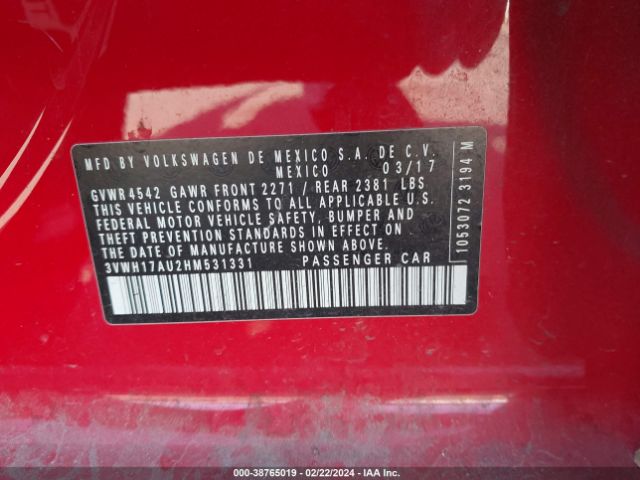 MFD BY VOLKSWAGEN DE MEXICO S.A. DE C.V.
MEXICO 03/17
GVWR 4542 GAWR FRONT 2271 / REAR 2381 LBS
THIS VEHICLE CONFORMS TO ALL APPLICABLE U.S.
FEDERAL MOTOR VEHICLE SAFETY, BUMPER AND
THEFT PREVENTION STANDARDS IN EFFECT ON
THE DATE OF MANUFACTURE SHOWN ABOVE.
3VWH17AU2HM531331 PASSENGER CAR
1053072 3194 M
000-38765019 - 02/22/2024 - IAA Inc.